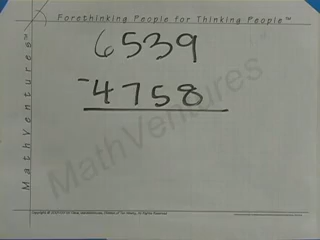 Forethinking People for Thinking People™
MathVentures™
6539
-4758
MathVentures